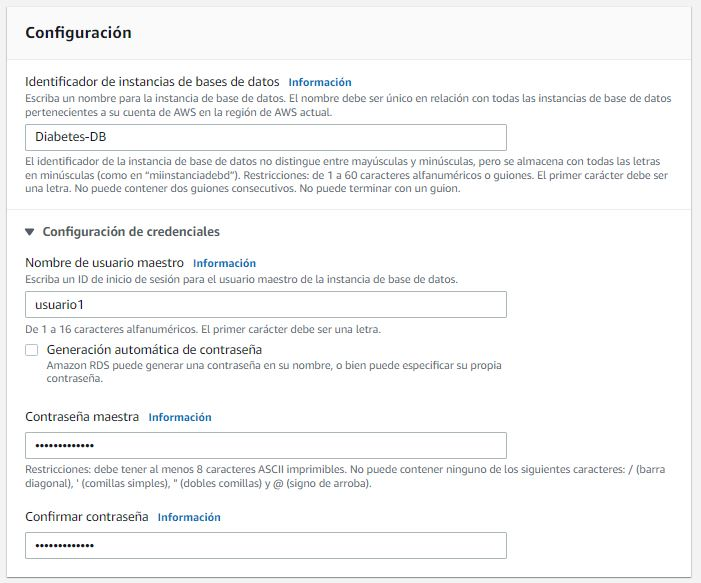 Configuración
Identificador de instancias de bases de datos Información
Escriba un nombre para la instancia de base de datos. El nombre debe ser único en relación con todas las instancias de base de datos
pertenecientes a su cuenta de AWS en la región de AWS actual.
Diabetes-DB
El identificador de la instancia de base de datos no distingue entre mayúsculas y minúsculas, pero se almacena con todas las letras
en minúsculas (como en “miinstanciadebd”). Restricciones: de 1 a 60 caracteres alfanuméricos o guiones. El primer carácter debe ser
una letra. No puede contener dos guiones consecutivos. No puede terminar con un guion.
▼ Configuración de credenciales
Nombre de usuario maestro Información
Escriba un ID de inicio de sesión para el usuario maestro de la instancia de base de datos.
usuario1
De 1 a 16 caracteres alfanuméricos. El primer carácter debe ser una letra.
Generación automática de contraseña
Amazon RDS puede generar una contraseña en su nombre, o bien puede especificar su propia
contraseña.
Contraseña maestra Información
•••••••••••••
Restricciones: debe tener al menos 8 caracteres ASCII imprimibles. No puede contener ninguno de los siguientes caracteres: / (barra
diagonal), ' (comillas simples), " (dobles comillas) y @ (signo de arroba).
Confirmar contraseña Información
•••••••••••••